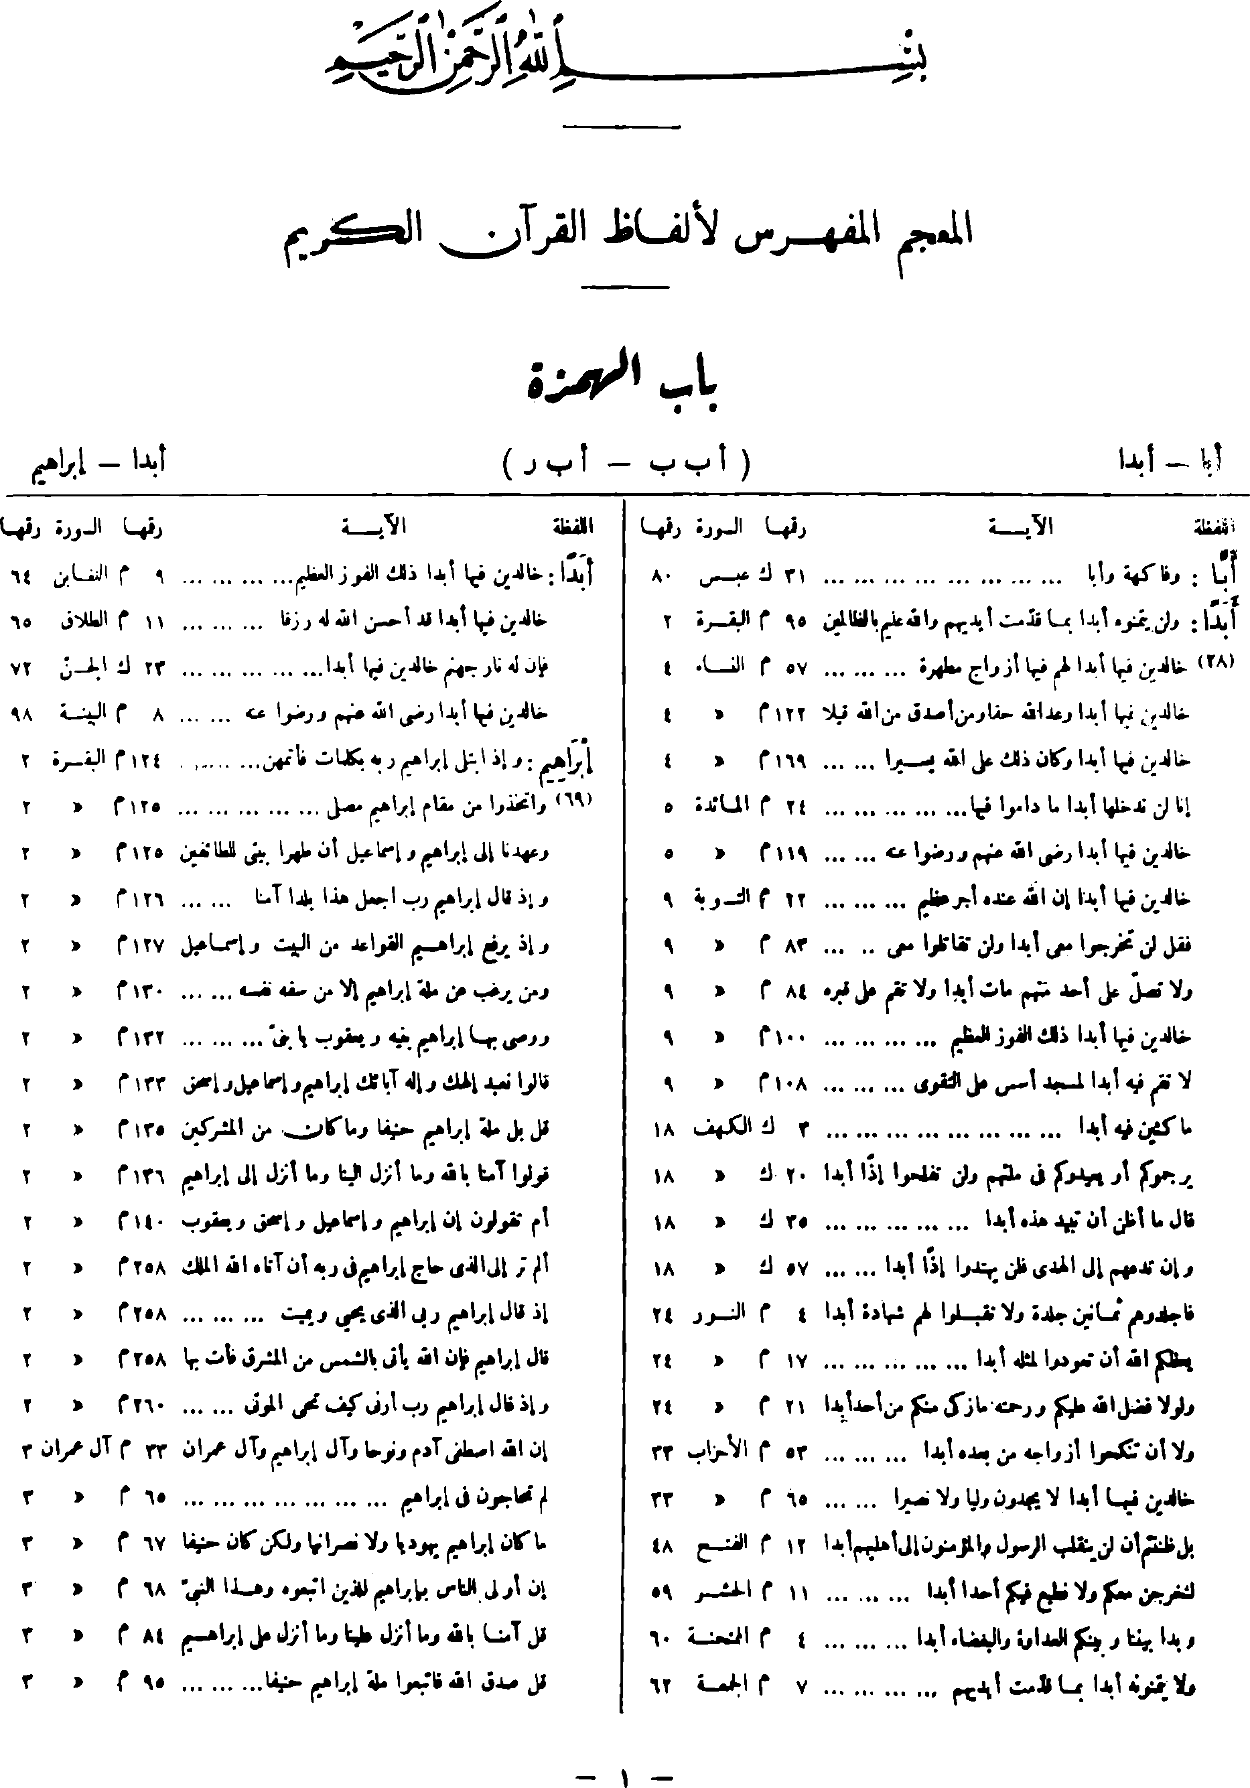 بِسْمِ اللهِ الرَّحْمٰنِ الرَّحِيْمِ
المعجم المفهرس لألفاظ القرآن الكريم
باب الهمزة
أبا — أبدا
( أ ب ب — أ ب ر )
أبدا — إبراهيم
اللفظة الآية رقمها السورة رقمها
أَبًّا : وفاكهة وأبا ... ... ... ... ... ... ... ... ٣١ ك عبس ٨٠
أَبَدًا : ولن يتمنوه أبدا بما قدّمت أيديهم والله عليم بالظالمين ٩٥ م البقرة ٢
(٢٨) خالدين فيها أبدا لهم فيها أزواج مطهرة ... ... ... ٥٧ م النساء ٤
خالدين فيها أبدا وعد الله حقا ومن أصدق من الله قيلا ١٢٢ م » ٤
خالدين فيها أبدا وكان ذلك على الله يسيرا ... ... ١٦٩ م » ٤
إنا لن ندخلها أبدا ما داموا فيها ... ... ... ... ... ٢٤ م المائدة ٥
خالدين فيها أبدا رضى الله عنهم ورضوا عنه ... ... ١١٩ م » ٥
خالدين فيها أبدا إن الله عنده أجر عظيم ... ... ... ٢٢ م التوبة ٩
فقل لن تخرجوا معى أبدا ولن تقاتلوا معى .. ... ٨٣ م » ٩
ولا تصلّ على أحد منهم مات أبدا ولا تقم على قبره ٨٤ م » ٩
خالدين فيها أبدا ذلك الفوز العظيم ... ... ... ... ١٠٠ م » ٩
لا تقم فيه أبدا لمسجد أسس على التقوى ... ... ... ١٠٨ م » ٩
ماكثين فيه أبدا ... ... ... ... ... ... ... ... ٣ ك الكهف ١٨
يرجموكم أو يعيدوكم فى ملتهم ولن تفلحوا إذًا أبدا ٢٠ ك » ١٨
قال ما أظن أن تبيد هذه أبدا ... ... ... ... ... ٣٥ ك » ١٨
وإن تدعهم إلى الهدى فلن يهتدوا إذًا أبدا ... ... ٥٧ ك » ١٨
فاجلدوهم ثمانين جلدة ولا تقبلوا لهم شهادة أبدا ٤ م النور ٢٤
يعظكم الله أن تعودوا لمثله أبدا ... ... ... ... ... ١٧ م » ٢٤
ولولا فضل الله عليكم ورحمته ما زكى منكم من أحد أبدا ٢١ م » ٢٤
ولا أن تنكحوا أزواجه من بعده أبدا ... ... ... ٥٣ م الأحزاب ٣٣
خالدين فيها أبدا لا يجدون وليا ولا نصيرا ... ... ٦٥ م » ٣٣
بل ظننتم أن لن ينقلب الرسول والمؤمنون إلى أهليهم أبدا ١٢ م الفتح ٤٨
لنخرجن معكم ولا نطيع فيكم أحدا أبدا ... ... ... ١١ م الحشر ٥٩
وبدا بيننا وبينكم العداوة والبغضاء أبدا ... ... ... ٤ م الممتحنة ٦٠
ولا يتمنونه أبدا بما قدّمت أيديهم ... ... ... ... ٧ م الجمعة ٦٢
اللفظة الآية رقمها السورة رقمها
أَبَدًا : خالدين فيها أبدا ذلك الفوز العظيم ... ... ... ... ٩ م التغابن ٦٤
خالدين فيها أبدا قد أحسن الله له رزقا ... ... ... ١١ م الطلاق ٦٥
فإن له نار جهنم خالدين فيها أبدا ... ... ... ... ... ٢٣ ك الجنّ ٧٢
خالدين فيها أبدا رضى الله عنهم ورضوا عنه ... ... ٨ م البينة ٩٨
إِبْرَاهِيم : وإذ ابتلى إبراهيم ربه بكلمات فأتمهن ... ... ... ١٢٤ م البقرة ٢
(٦٩) واتخذوا من مقام إبراهيم مصلى ... ... ... ... ... ١٢٥ م » ٢
وعهدنا إلى إبراهيم وإسماعيل أن طهرا بيتى للطائفين ١٢٥ م » ٢
وإذ قال إبراهيم رب اجعل هذا بلدا آمنا ... ... ١٢٦ م » ٢
وإذ يرفع إبراهيم القواعد من البيت وإسماعيل ١٢٧ م » ٢
ومن يرغب عن ملة إبراهيم إلا من سفه نفسه ... ... ١٣٠ م » ٢
ووصى بها إبراهيم بنيه ويعقوب يا بنىّ ... ... ... ١٣٢ م » ٢
قالوا نعبد إلهك وإله آبائك إبراهيم وإسماعيل وإسحق ١٣٣ م » ٢
قل بل ملة إبراهيم حنيفا وما كان من المشركين ١٣٥ م » ٢
قولوا آمنا بالله وما أنزل إلينا وما أنزل إلى إبراهيم ١٣٦ م » ٢
أم تقولون إن إبراهيم وإسماعيل وإسحق ويعقوب ١٤٠ م » ٢
ألم تر إلى الذى حاج إبراهيم فى ربه أن آتاه الله الملك ٢٥٨ م » ٢
إذ قال إبراهيم ربى الذى يحيي ويميت ... ... ... ٢٥٨ م » ٢
قال إبراهيم فإن الله يأتى بالشمس من المشرق فأت بها ٢٥٨ م » ٢
وإذ قال إبراهيم رب أرنى كيف تحى الموتى ... ... ٢٦٠ م » ٢
إن الله اصطفى آدم ونوحا وآل إبراهيم وآل عمران ٣٣ م آل عمران ٣
لم تحاجون فى إبراهيم ... ... ... ... ... ... ... ٦٥ م » ٣
ما كان إبراهيم يهوديا ولا نصرانيا ولكن كان حنيفا ٦٧ م » ٣
إن أولى الناس بإبراهيم للذين اتبعوه وهذا النبىّ ٦٨ م » ٣
قل آمنا بالله وما أنزل علينا وما أنزل على إبراهيم ٨٤ م » ٣
قل صدق الله فاتبعوا ملة إبراهيم حنيفا ... ... ... ٩٥ م » ٣
— ١ —